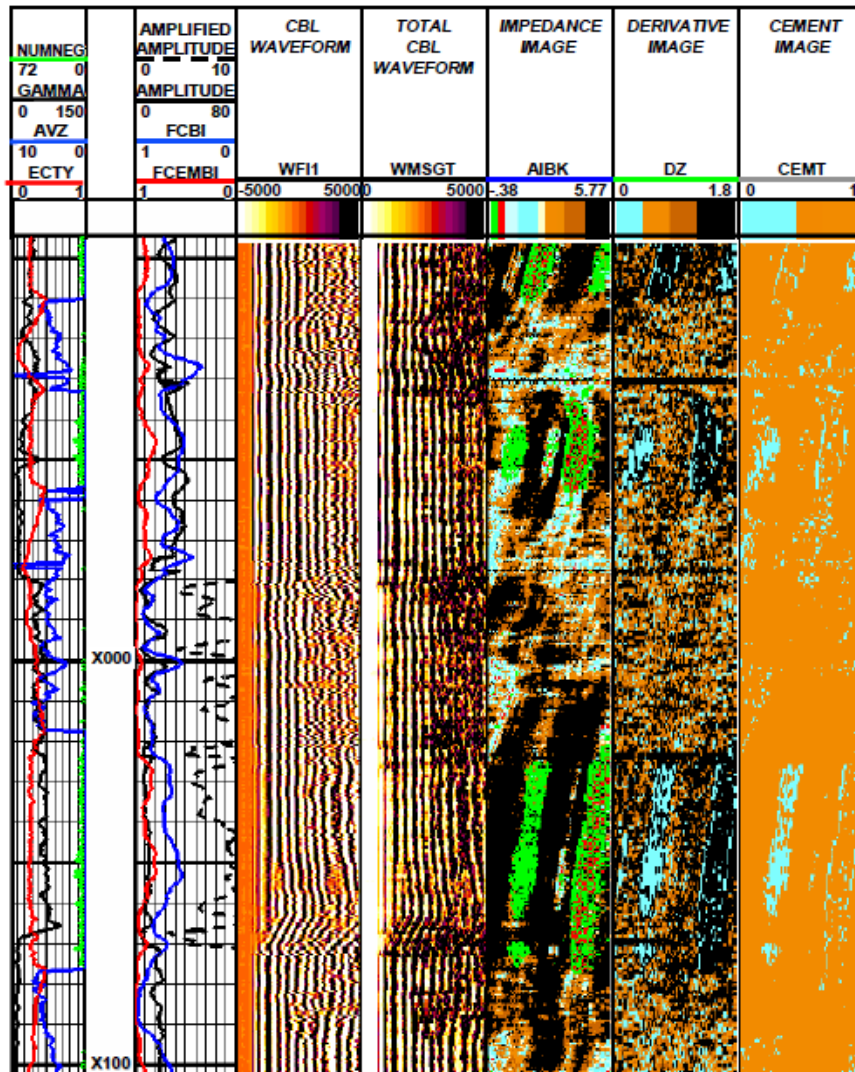 NUMNEG
72 0
GAMMA
0 150
AVZ
10 0
ECTY
0 1
AMPLIFIED
AMPLITUDE
0 10
AMPLITUDE
0 80
FCBI
1 0
FCEMBI
1 0
CBL
WAVEFORM
WFI1
-5000 5000
TOTAL
CBL
WAVEFORM
WMSGT
0 5000
IMPEDANCE
IMAGE
AIBK
-.38 5.77
DERIVATIVE
IMAGE
DZ
0 1.8
CEMENT
IMAGE
CEMT
0 1
X000
X100